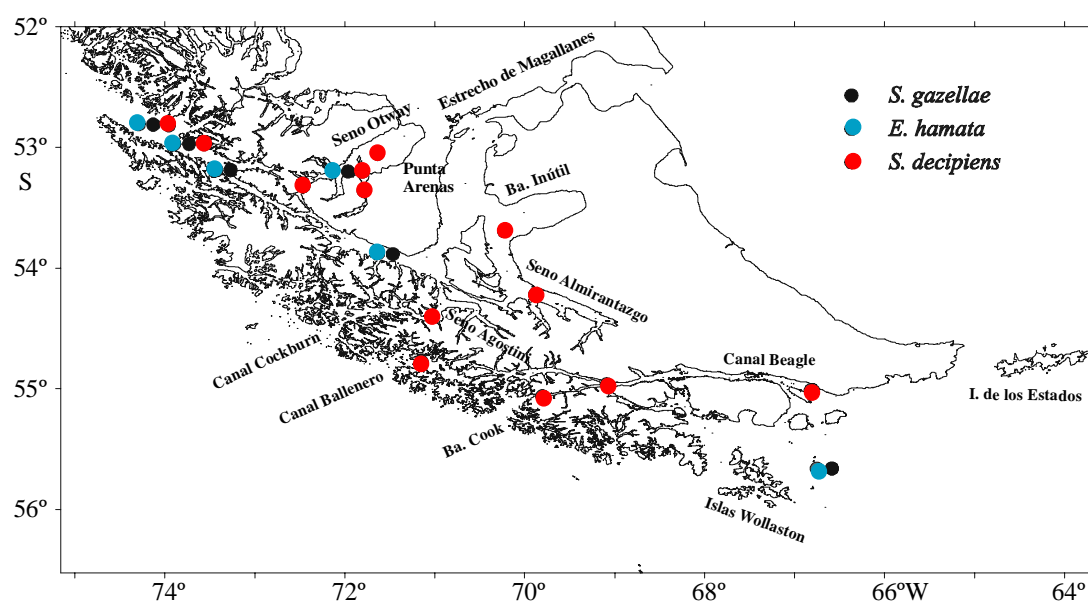 52º
Estrecho de Magallanes
S. gazellae
E. hamata
S. decipiens
53º
Seno Otway
S
Punta
Arenas
Ba. Inútil
54º
Seno Almirantazgo
Seno Agostini
Canal Cockburn
Canal Beagle
Canal Ballenero
I. de los Estados
55º
Ba. Cook
56º
Islas Wollaston
74º
72º
70º
68º
66ºW
64º